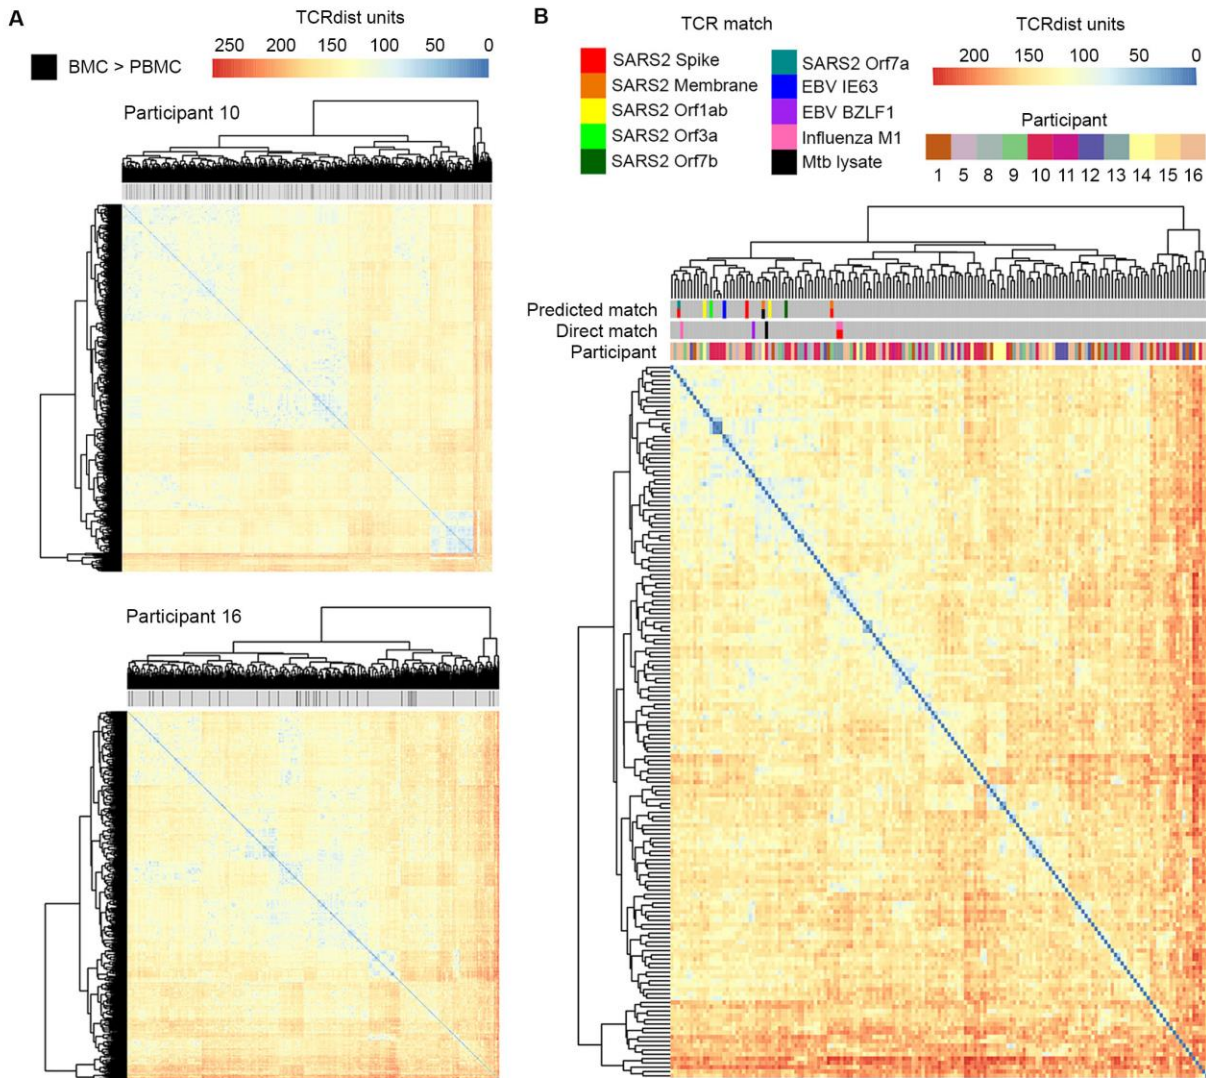 A
BMC > PBMC
TCRdist units
250 200 150 100 50 0
Participant 10
Participant 16
B
TCR match
SARS2 Spike
SARS2 Membrane
SARS2 Orf1ab
SARS2 Orf3a
SARS2 Orf7b
SARS2 Orf7a
EBV IE63
EBV BZLF1
Influenza M1
Mtb lysate
TCRdist units
200 100 0
Participant
1 5 8 9 10 11 12 13 14 15 16
Predicted match
Direct match
Participant